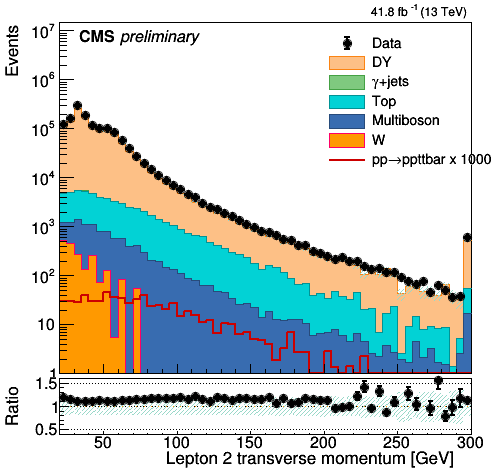 41.8 fb⁻¹ (13 TeV)
CMS preliminary
Events
10⁷
10⁶
10⁵
10⁴
10³
10²
10
1
Data
DY
γ+jets
Top
Multiboson
W
pp→ppttbar x 1000
Ratio
1.5
1
0.5
50 100 150 200 250 300
Lepton 2 transverse momentum [GeV]